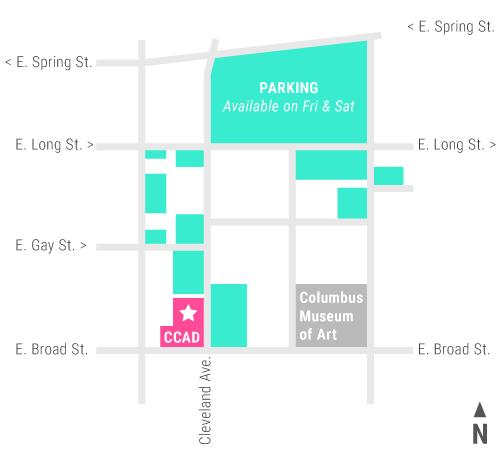 < E. Spring St.
< E. Spring St.
PARKING
Available on Fri & Sat
E. Long St. >
E. Long St. >
E. Gay St. >
Columbus
Museum
of Art
CCAD
E. Broad St.
E. Broad St.
Cleveland Ave.
N